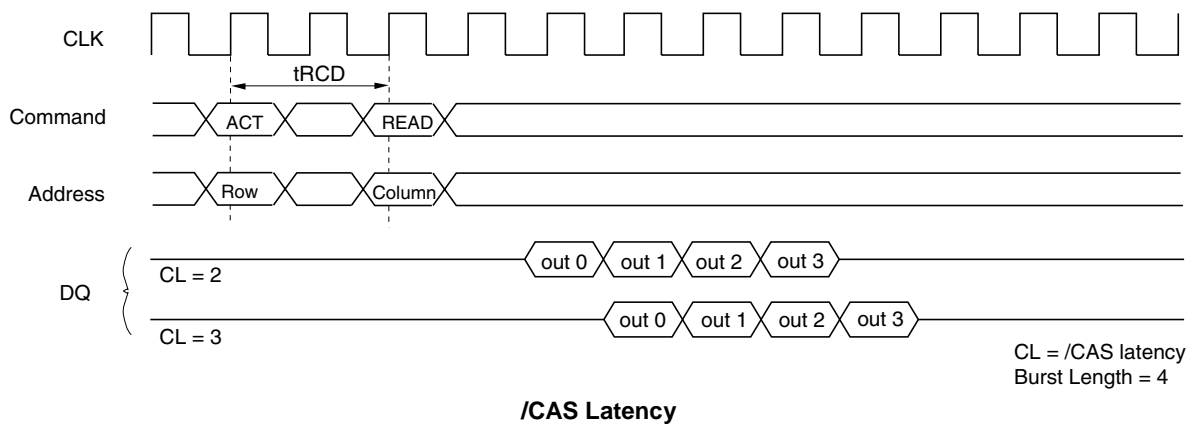 CLK
tRCD
Command
ACT
READ
Address
Row
Column
DQ
CL = 2
out 0
out 1
out 2
out 3
CL = 3
out 0
out 1
out 2
out 3
CL = /CAS latency
Burst Length = 4
/CAS Latency